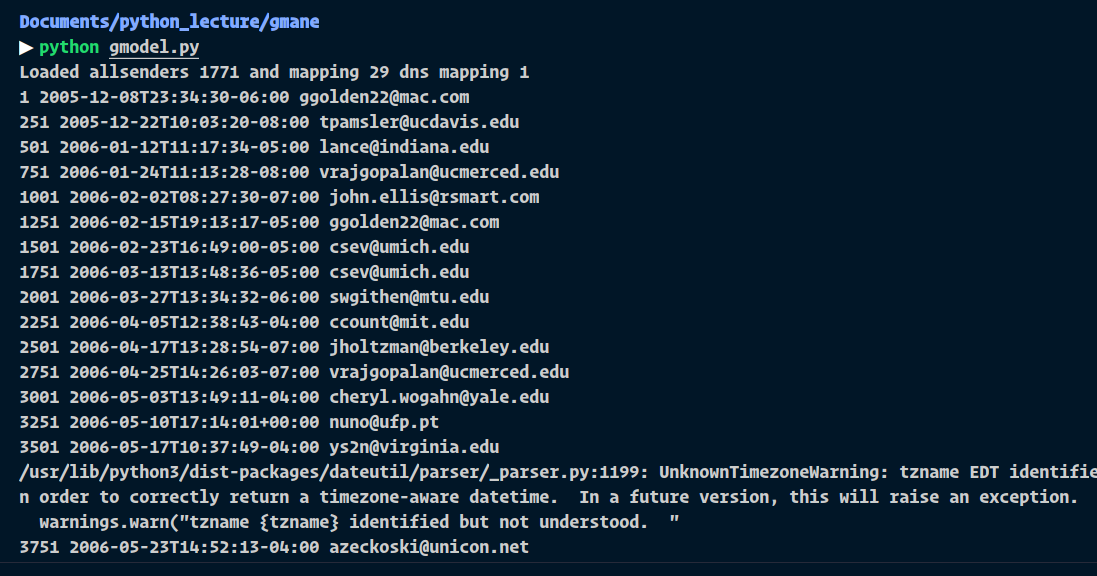 Documents/python_lecture/gmane
▶ python gmodel.py
Loaded allsenders 1771 and mapping 29 dns mapping 1
1 2005-12-08T23:34:30-06:00 ggolden22@mac.com
251 2005-12-22T10:03:20-08:00 tpamsler@ucdavis.edu
501 2006-01-12T11:17:34-05:00 lance@indiana.edu
751 2006-01-24T11:13:28-08:00 vrajgopalan@ucmerced.edu
1001 2006-02-02T08:27:30-07:00 john.ellis@rsmart.com
1251 2006-02-15T19:13:17-05:00 ggolden22@mac.com
1501 2006-02-23T16:49:00-05:00 csev@umich.edu
1751 2006-03-13T13:48:36-05:00 csev@umich.edu
2001 2006-03-27T13:34:32-06:00 swgithen@mtu.edu
2251 2006-04-05T12:38:43-04:00 ccount@mit.edu
2501 2006-04-17T13:28:54-07:00 jholtzman@berkeley.edu
2751 2006-04-25T14:26:03-07:00 vrajgopalan@ucmerced.edu
3001 2006-05-03T13:49:11-04:00 cheryl.wogahn@yale.edu
3251 2006-05-10T17:14:01+00:00 nuno@ufp.pt
3501 2006-05-17T10:37:49-04:00 ys2n@virginia.edu
/usr/lib/python3/dist-packages/dateutil/parser/_parser.py:1199: UnknownTimezoneWarning: tzname EDT identifie
n order to correctly return a timezone-aware datetime.  In a future version, this will raise an exception.
  warnings.warn("tzname {tzname} identified but not understood.  "
3751 2006-05-23T14:52:13-04:00 azeckoski@unicon.net